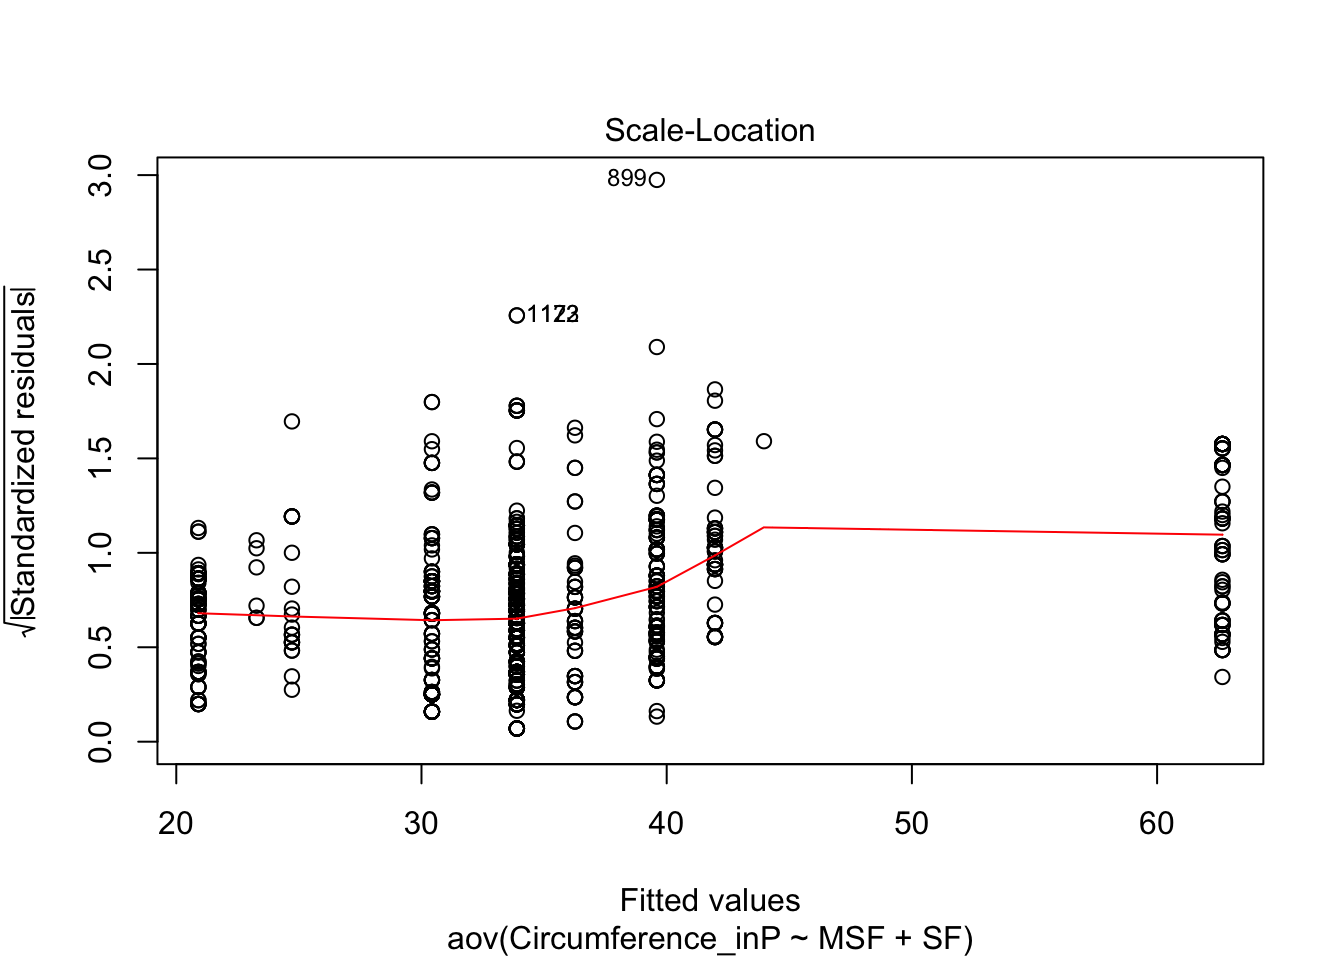 Scale-Location
√|Standardized residuals|
3.0
2.5
2.0
1.5
1.0
0.5
0.0
899
20 30 40 50 60
Fitted values
aov(Circumference_inP ~ MSF + SF)